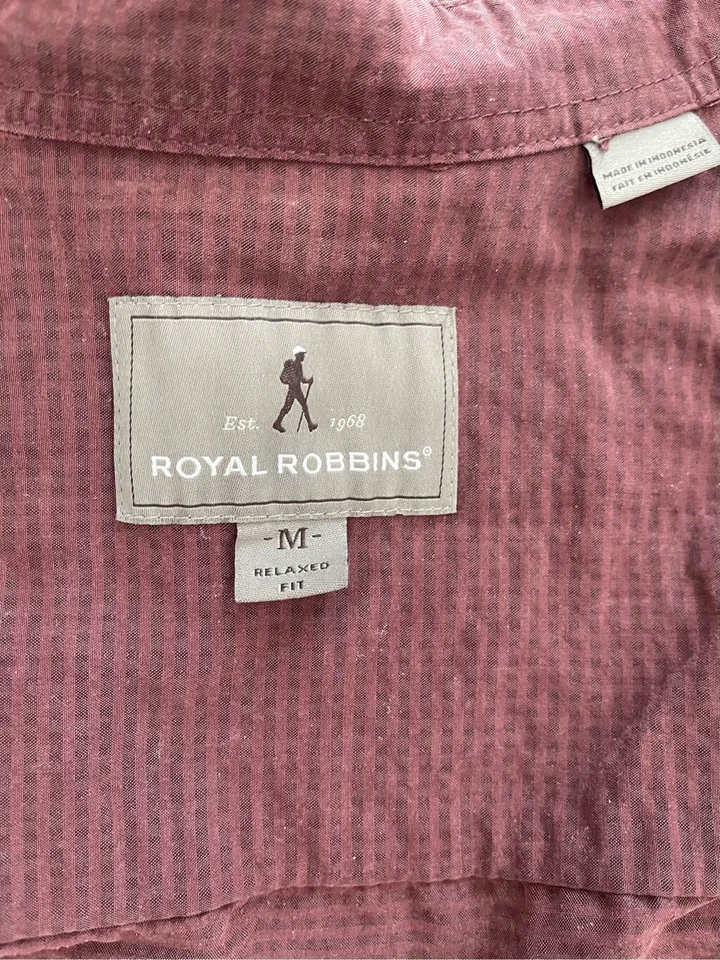 MADE IN INDONESIA
FAIT EN INDONÉSIE
Est. 1968
ROYAL ROBBINS®
-M-
RELAXED
FIT